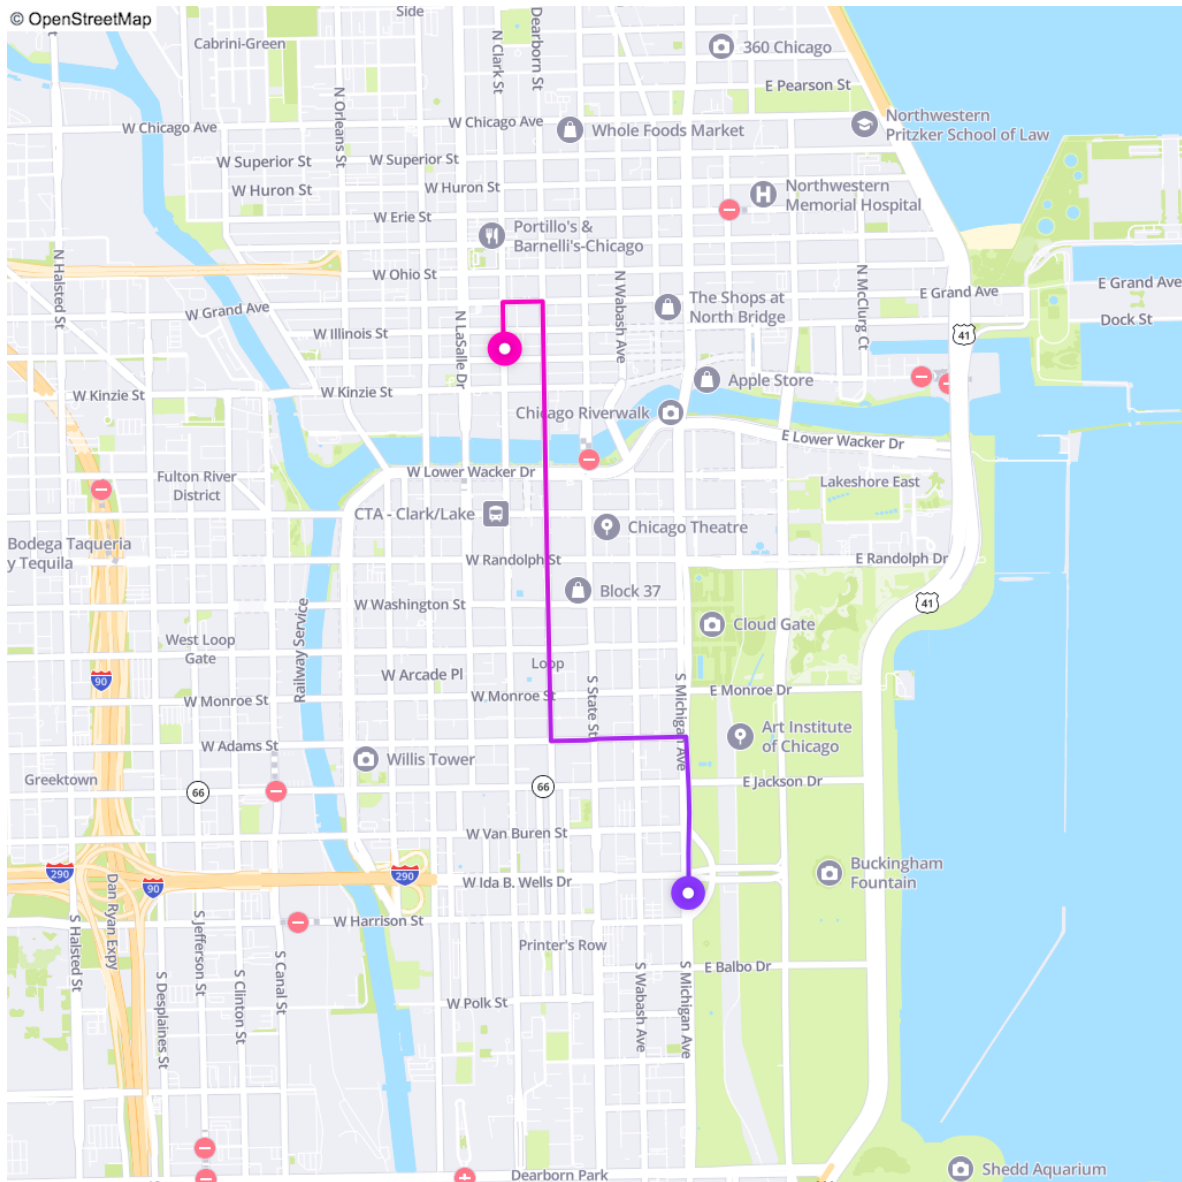 © OpenStreetMap
Side
Cabrini-Green
N Clark St
Dearborn St
360 Chicago
E Pearson St
N Orleans St
W Chicago Ave
W Chicago Ave
Whole Foods Market
Northwestern
Pritzker School of Law
W Superior St
W Superior St
W Huron St
W Huron St
Northwestern
Memorial Hospital
W Erie St
Portillo's &
Barnelli's-Chicago
N Halsted St
W Ohio St
N Wabash Ave
N McClurg Ct
E Grand Ave
E Grand Ave
W Grand Ave
The Shops at
North Bridge
Dock St
N LaSalle Dr
W Illinois St
41
W Kinzie St
W Kinzie St
Apple Store
Chicago Riverwalk
E Lower Wacker Dr
W Lower Wacker Dr
Fulton River
District
Lakeshore East
CTA - Clark/Lake
Chicago Theatre
Bodega Taqueria
y Tequila
W Randolph St
E Randolph Dr
Block 37
W Washington St
41
Railway Service
Cloud Gate
West Loop
Gate
Loop
W Arcade Pl
90
S State St
S Michigan Ave
W Monroe St
W Monroe St
E Monroe Dr
Art Institute
of Chicago
W Adams St
Willis Tower
Greektown
66
66
E Jackson Dr
W Van Buren St
Buckingham
Fountain
290
90
290
W Ida B. Wells Dr
Dan Ryan Expy
S Halsted St
S Jefferson St
W Harrison St
Printer's Row
S Desplaines St
S Clinton St
S Canal St
S Wabash Ave
S Michigan Ave
E Balbo Dr
W Polk St
Dearborn Park
Shedd Aquarium